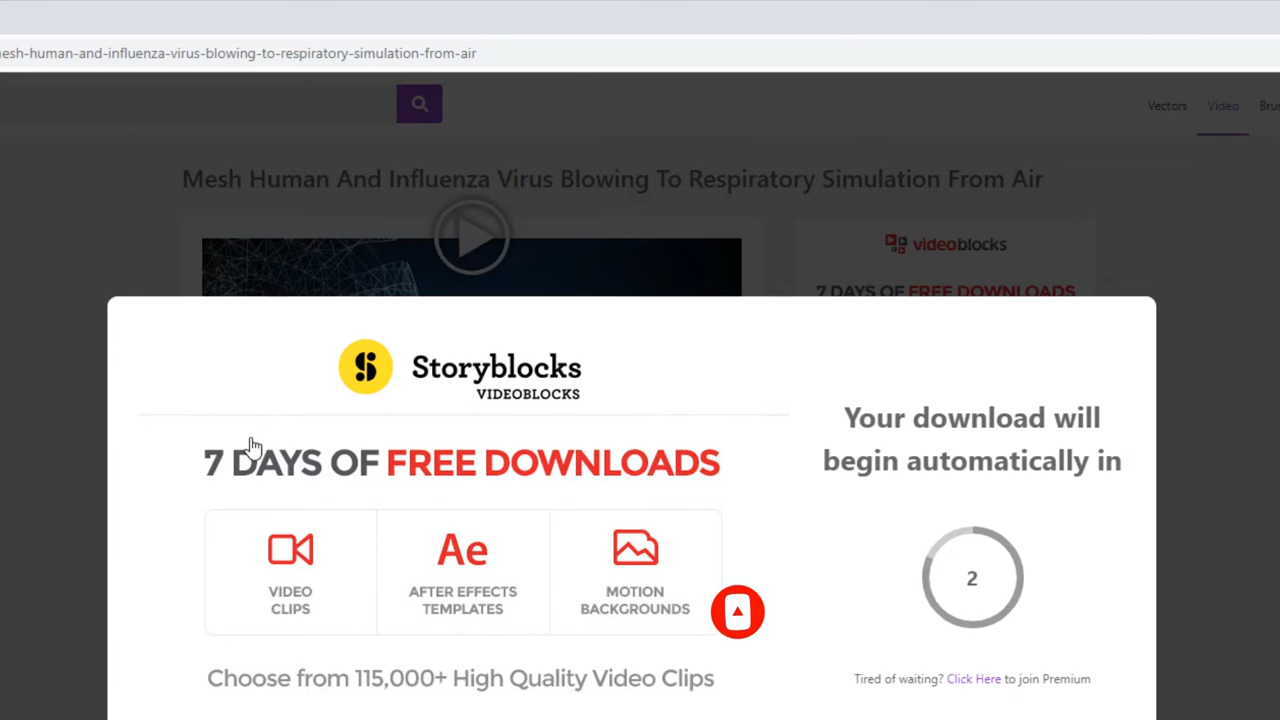 esh-human-and-influenza-virus-blowing-to-respiratory-simulation-from-air
Vectors Video Brus
Mesh Human And Influenza Virus Blowing To Respiratory Simulation From Air
videoblocks
7 DAYS OF FREE DOWNLOADS
Storyblocks
VIDEOBLOCKS
7 DAYS OF FREE DOWNLOADS
Your download will
begin automatically in
2
Ae
VIDEO
CLIPS
AFTER EFFECTS
TEMPLATES
MOTION
BACKGROUNDS
Choose from 115,000+ High Quality Video Clips
Tired of waiting? Click Here to join Premium